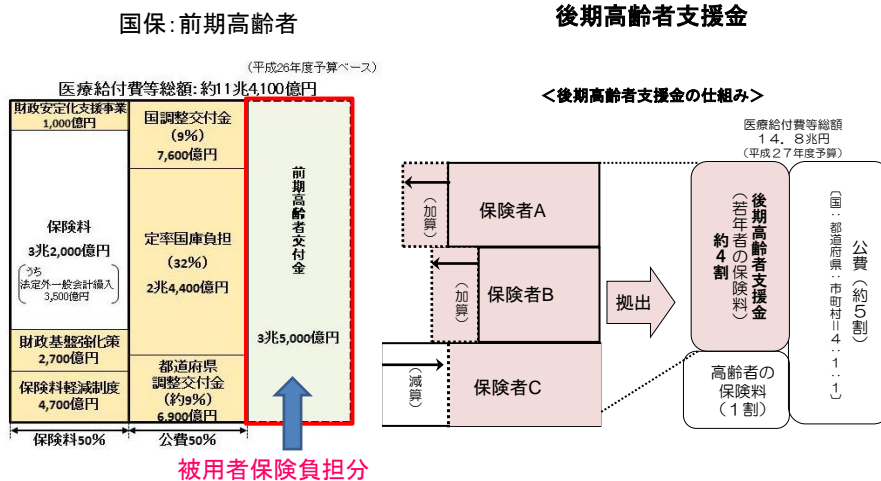 国保:前期高齢者
(平成26年度予算ベース)
医療給付費等総額:約11兆4,100億円
財政安定化支援事業
1,000億円
保険料
3兆2,000億円
うち
法定外一般会計繰入
3,500億円
財政基盤強化策
2,700億円
保険料軽減制度
4,700億円
国調整交付金
(9%)
7,600億円
定率国庫負担
(32%)
2兆4,400億円
都道府県
調整交付金
(約9%)
6,900億円
前期高齢者交付金
3兆5,000億円
保険料50%
公費50%
被用者保険負担分
後期高齢者支援金
<後期高齢者支援金の仕組み>
医療給付費等総額
14.8兆円
(平成27年度予算)
(加算)
保険者A
(加算)
保険者B
(減算)
保険者C
拠出
後期高齢者支援金
(若年者の保険料)
約4割
高齢者の
保険料
(1割)
公費(約5割)
〔国:都道府県:市町村=4:1:1〕